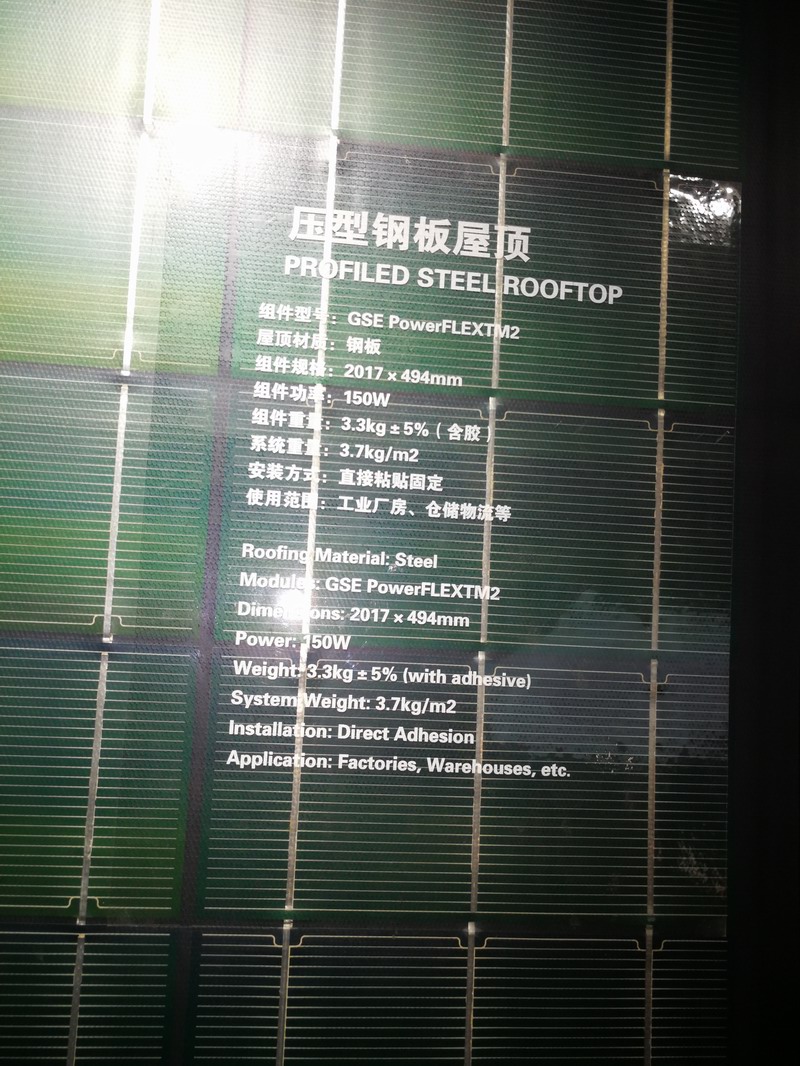 压型钢板屋顶
PROFILED STEEL ROOFTOP
组件型号：GSE PowerFLEXTM2
屋顶材质：钢板
组件规格：2017 × 494mm
组件功率：150W
组件重量：3.3kg ± 5%（含胶）
系统重量：3.7kg/m2
安装方式：直接粘贴固定
使用范围：工业厂房、仓储物流等
Roofing Material: Steel
Modules: GSE PowerFLEXTM2
Dimensions: 2017 × 494mm
Power: 150W
Weight: 3.3kg ± 5% (with adhesive)
System Weight: 3.7kg/m2
Installation: Direct Adhesion
Application: Factories, Warehouses, etc.